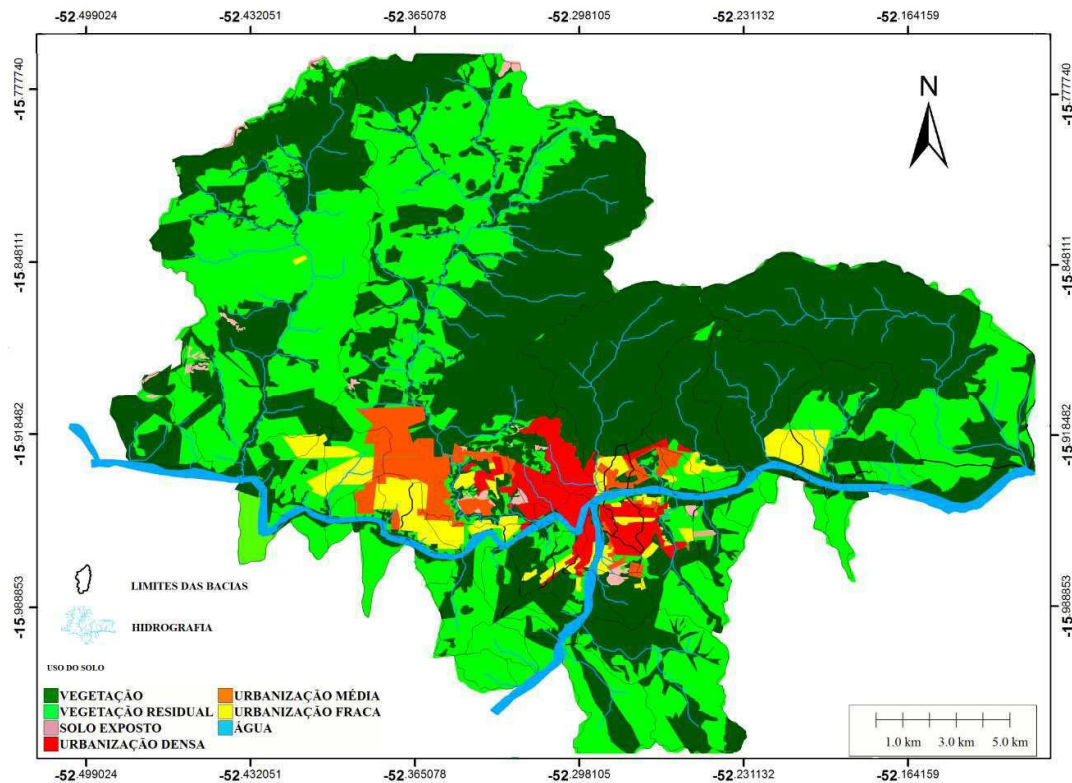 -52.499024 -52.432051 -52.365078 -52.298105 -52.231132 -52.164159
-15.777740 -15.777740
N
-15.848111 -15.848111
-15.918482 -15.918482
-15.988853 -15.988853
LIMITES DAS BACIAS
HIDROGRAFIA
USO DO SOLO
VEGETAÇÃO URBANIZAÇÃO MÉDIA
VEGETAÇÃO RESIDUAL URBANIZAÇÃO FRACA
SOLO EXPOSTO ÁGUA
URBANIZAÇÃO DENSA
1.0 km 3.0 km 5.0 km
-52.499024 -52.432051 -52.365078 -52.298105 -52.231132 -52.164159